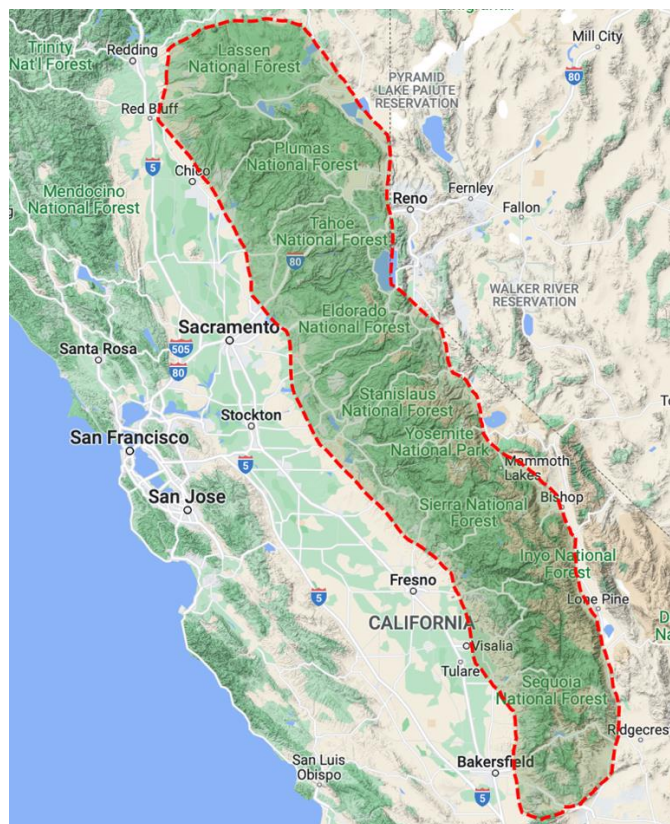 Trinity
Nat'l Forest
Redding
Lassen
National Forest
Mill City
80
PYRAMID
LAKE PAIUTE
RESERVATION
Red Bluff
5
Plumas
National Forest
Chico
Mendocino
National Forest
Reno
Fernley
Fallon
Tahoe
National Forest
80
WALKER RIVER
RESERVATION
Eldorado
National Forest
Sacramento
505
Santa Rosa
80
Stanislaus
National Forest
Stockton
Yosemite
National Park
San Francisco
5
Mammoth
Lakes
San Jose
Bishop
Sierra National
Forest
Inyo National
Forest
Fresno
5
Lone Pine
CALIFORNIA
Visalia
Tulare
Sequoia
National Forest
Ridgecrest
San Luis
Obispo
Bakersfield
5